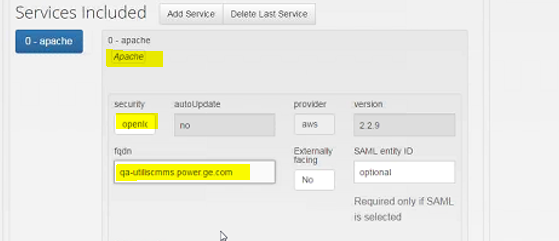 Services Included
Add Service
Delete Last Service
0 - apache
0 - apache
Apache
security
autoUpdate
provider
version
no
aws
2.2.9
fqdn
Externally facing
SAML entity ID
qa-utiliscmms.power.ge.com
No
optional
Required only if SAML
is selected